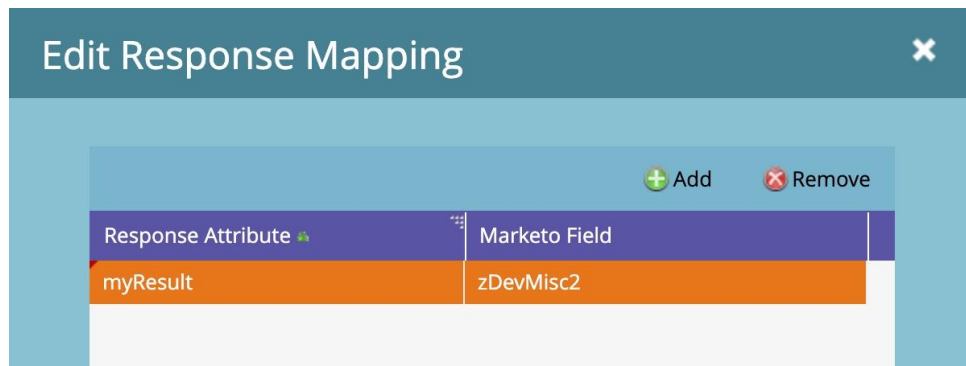 Edit Response Mapping
Add Remove
Response Attribute Marketo Field
myResult zDevMisc2